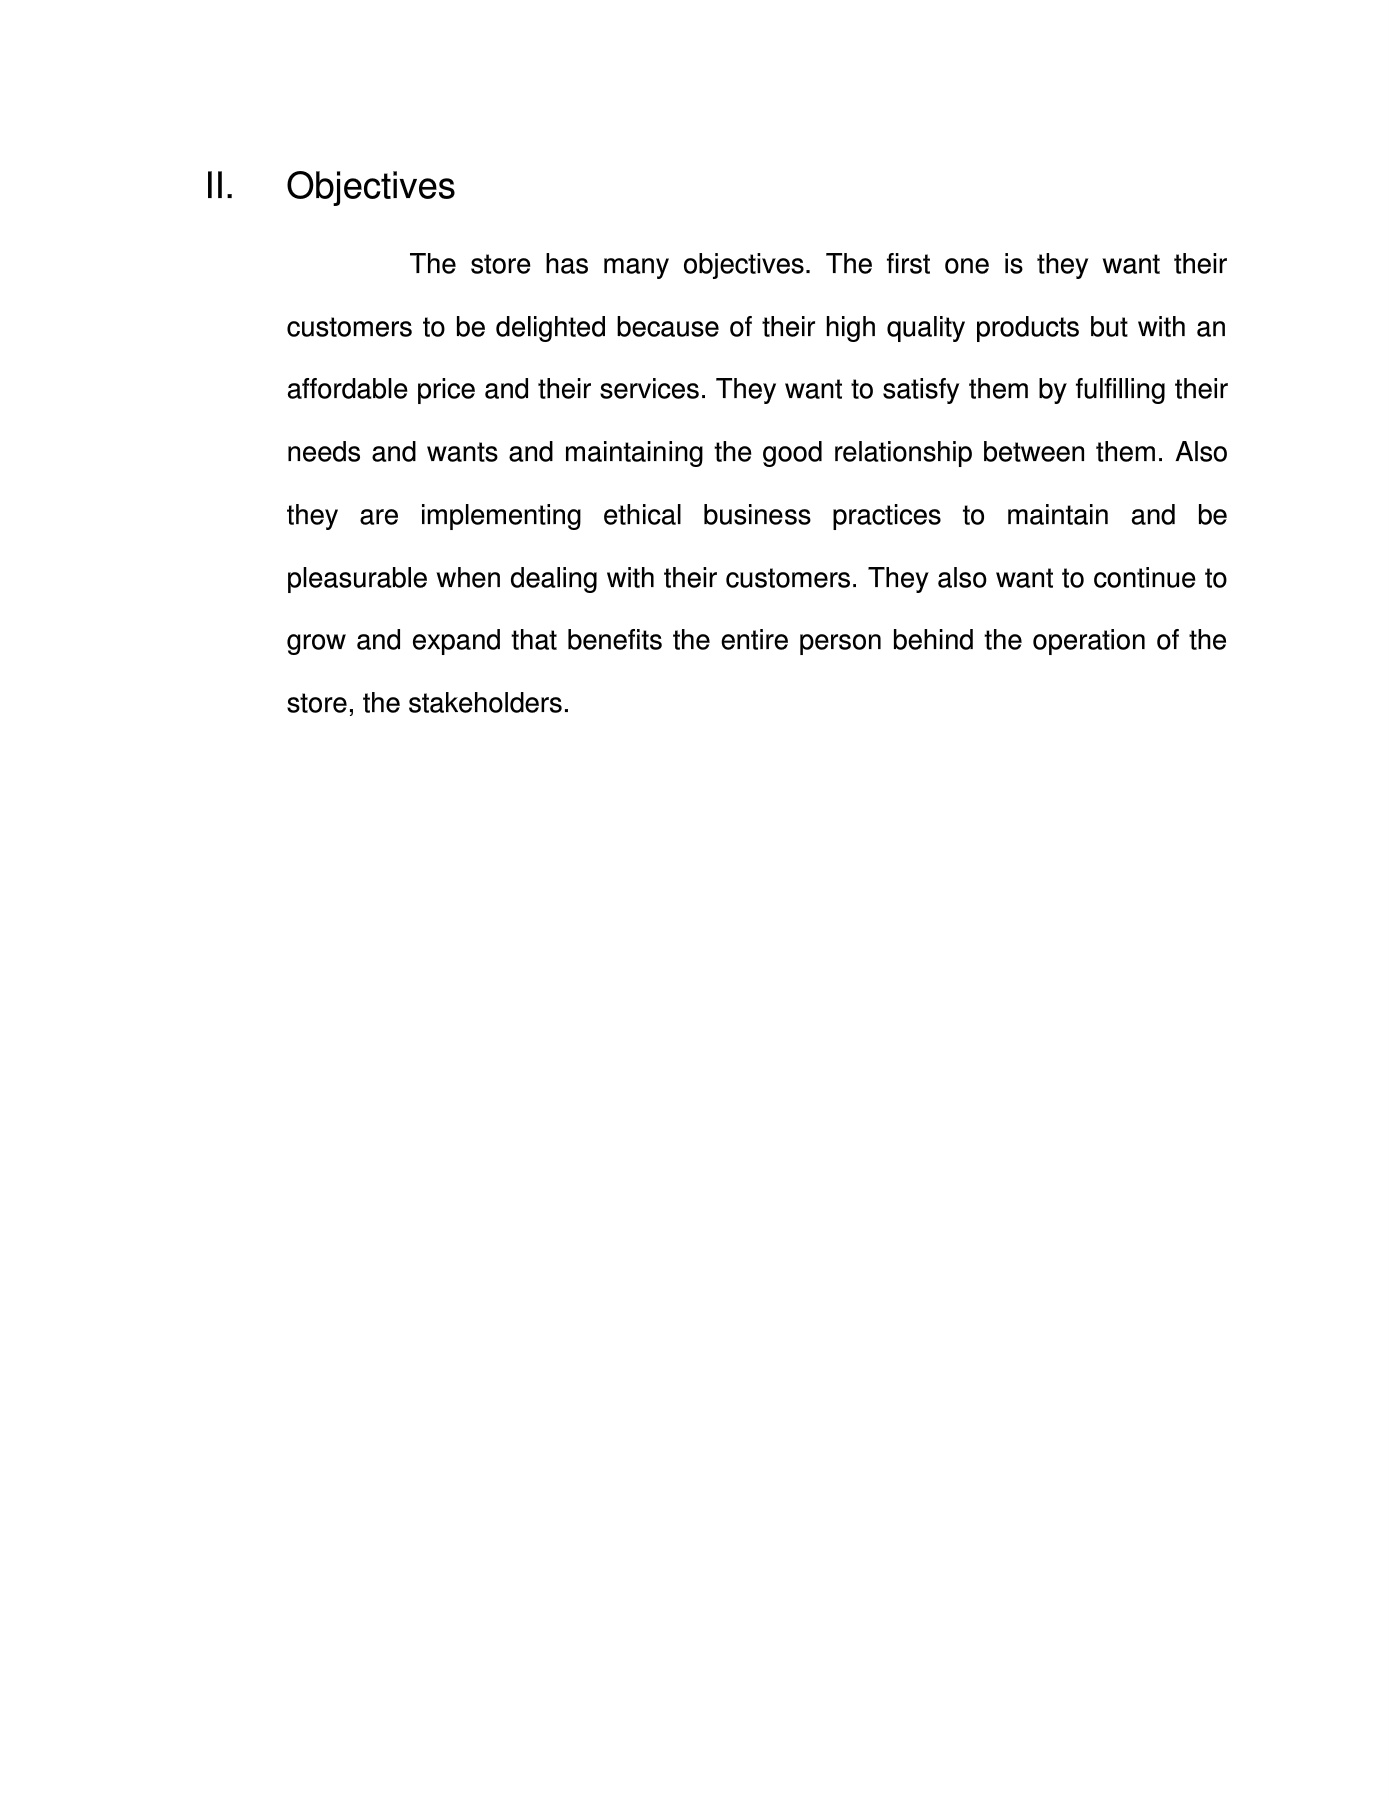 II. Objectives
The store has many objectives. The first one is they want their
customers to be delighted because of their high quality products but with an
affordable price and their services. They want to satisfy them by fulfilling their
needs and wants and maintaining the good relationship between them. Also
they are implementing ethical business practices to maintain and be
pleasurable when dealing with their customers. They also want to continue to
grow and expand that benefits the entire person behind the operation of the
store, the stakeholders.